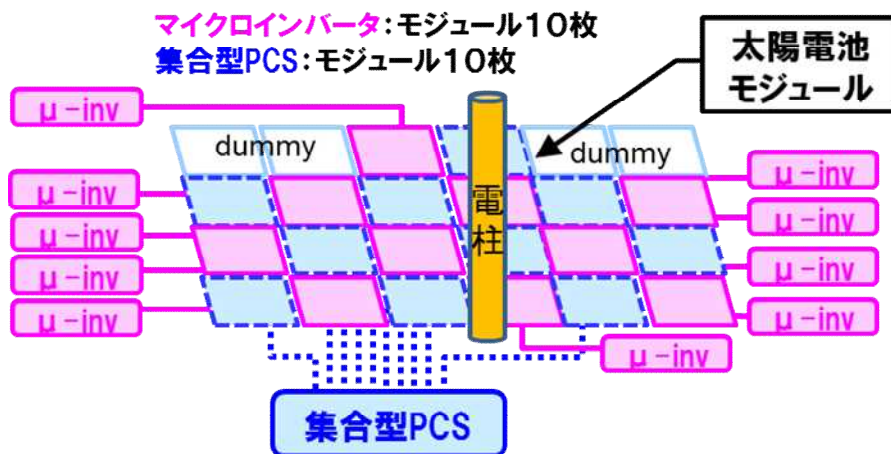 マイクロインバータ：モジュール10枚
集合型PCS：モジュール10枚
太陽電池
モジュール
μ-inv
dummy
dummy
μ-inv
μ-inv
μ-inv
μ-inv
電柱
μ-inv
μ-inv
μ-inv
μ-inv
μ-inv
集合型PCS